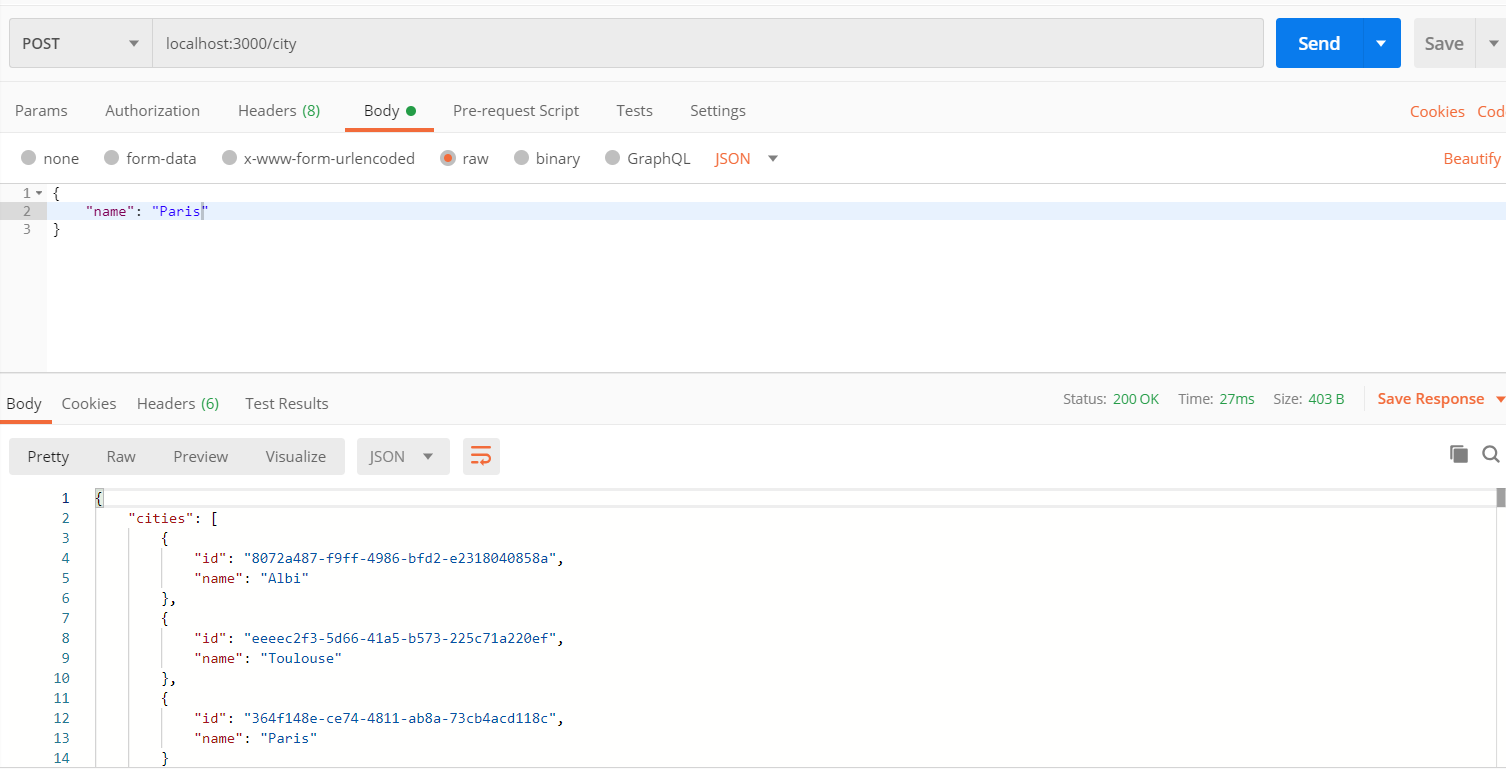 POST localhost:3000/city Send Save
Params Authorization Headers (8) Body Pre-request Script Tests Settings Cookies Cod
none form-data x-www-form-urlencoded raw binary GraphQL JSON Beautify
1 {
2 "name": "Paris"
3 }
Body Cookies Headers (6) Test Results Status: 200 OK Time: 27ms Size: 403 B Save Response
Pretty Raw Preview Visualize JSON
1 {
2 "cities": [
3 {
4 "id": "8072a487-f9ff-4986-bfd2-e2318040858a",
5 "name": "Albi"
6 },
7 {
8 "id": "eeeec2f3-5d66-41a5-b573-225c71a220ef",
9 "name": "Toulouse"
10 },
11 {
12 "id": "364f148e-ce74-4811-ab8a-73cb4acd118c",
13 "name": "Paris"
14 }